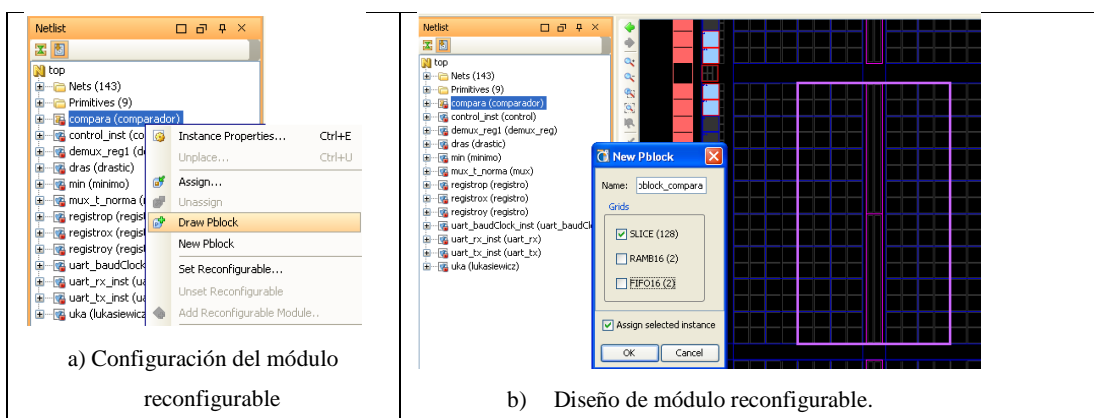 Netlist
top
Nets (143)
Primitives (9)
compara (comparador)
control_inst (co
demux_reg1 (de
dras (drastic)
min (minimo)
mux_t_norma (
registrop (regist
registrox (regist
registroy (regist
uart_baudClock
uart_rx_inst (ua
uart_tx_inst (ua
uka (lukasiewicz
Instance Properties... Ctrl+E
Unplace... Ctrl+U
Assign...
Unassign
Draw Pblock
New Pblock
Set Reconfigurable...
Unset Reconfigurable
Add Reconfigurable Module..
a) Configuración del módulo
reconfigurable
Netlist
top
Nets (143)
Primitives (9)
compara (comparador)
control_inst (control)
demux_reg1 (demux_reg)
dras (drastic)
min (minimo)
mux_t_norma (mux)
registrop (registro)
registrox (registro)
registroy (registro)
uart_baudClock_inst (uart_baudCl
uart_rx_inst (uart_rx)
uart_tx_inst (uart_tx)
uka (lukasiewicz)
New Pblock
Name: pblock_compara
Grids
SLICE (128)
RAMB16 (2)
FIFO16 (2)
Assign selected instance
OK Cancel
b) Diseño de módulo reconfigurable.